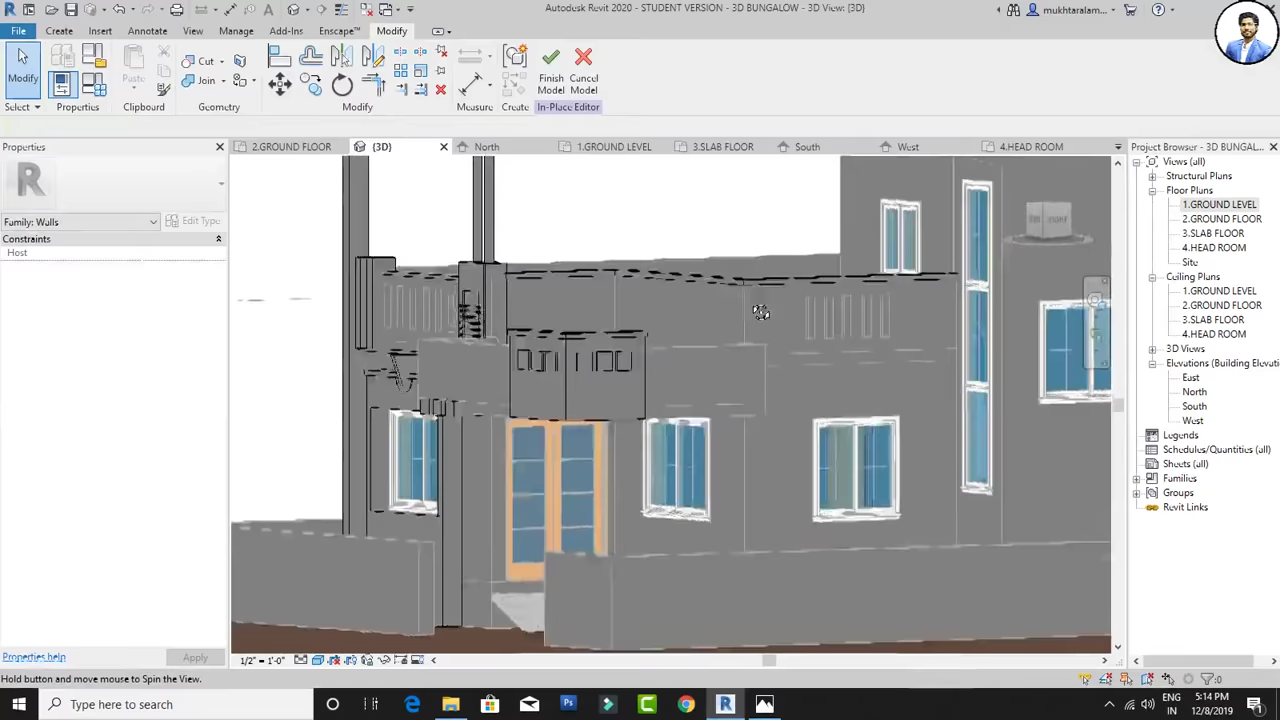 Autodesk Revit 2020 - STUDENT VERSION - 3D BUNGALOW - 3D View: {3D}
mukhtaralam...
File Create Insert Annotate View Manage Add-Ins Enscape™ Modify
Modify
Paste
Cut
Join
Finish Model
Cancel Model
Select Properties Clipboard Geometry Modify Measure Create In-Place Editor
Properties
2.GROUND FLOOR {3D} North 1.GROUND LEVEL 3.SLAB FLOOR South West 4.HEAD ROOM
Project Browser - 3D BUNGAL...
R
Family: Walls
Edit Type
Constraints
Host
Views (all)
Structural Plans
Floor Plans
1.GROUND LEVEL
2.GROUND FLOOR
3.SLAB FLOOR
4.HEAD ROOM
Site
Ceiling Plans
1.GROUND LEVEL
2.GROUND FLOOR
3.SLAB FLOOR
4.HEAD ROOM
3D Views
Elevations (Building Elevati
East
North
South
West
Legends
Schedules/Quantities (all)
Sheets (all)
Families
Groups
Revit Links
Properties help
Apply
1/2" = 1'-0"
Hold button and move mouse to Spin the View.
:0
Type here to search
ENG
IN
5:14 PM
12/8/2019